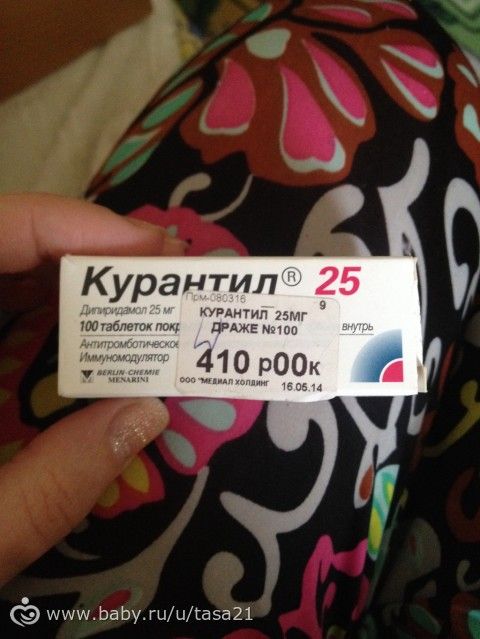 Курантил® 25
Дипиридамол 25 мг
100 таблеток
внутрь
Антитромботическое
Иммуномодулятор
BERLIN-CHEMIE
MENARINI
Прм-080316
9
КУРАНТИЛ 25МГ
ДРАЖЕ №100
410 р00к
ООО "МЕДИАЛ ХОЛДИНГ
16.05.14
www.baby.ru/u/tasa21